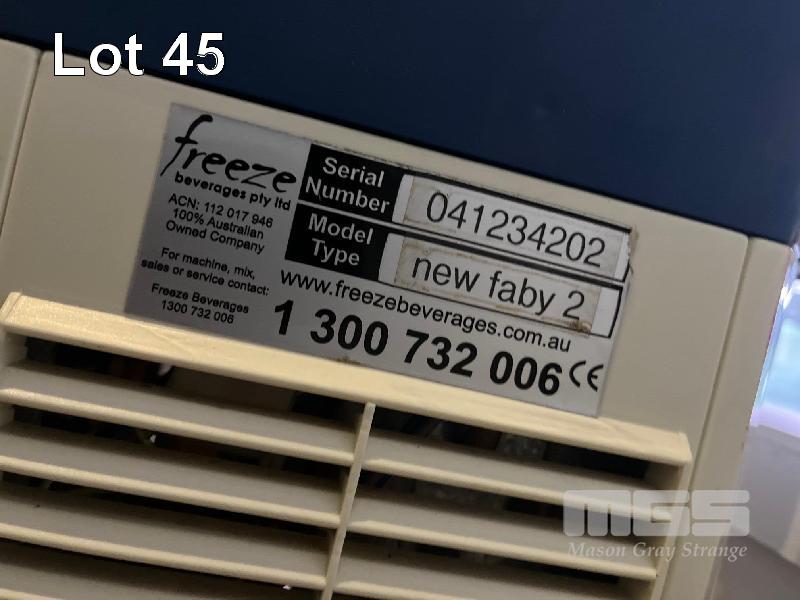 Lot 45
freeze
beverages pty ltd
ACN: 112 017 946
100% Australian
Owned Company
For machine, mix,
sales or service contact:
Freeze Beverages
1300 732 006
Serial
Number
041234202
Model
Type
new faby 2
www.freezebeverages.com.au
1 300 732 006 CE
MGS
Mason Gray Strange